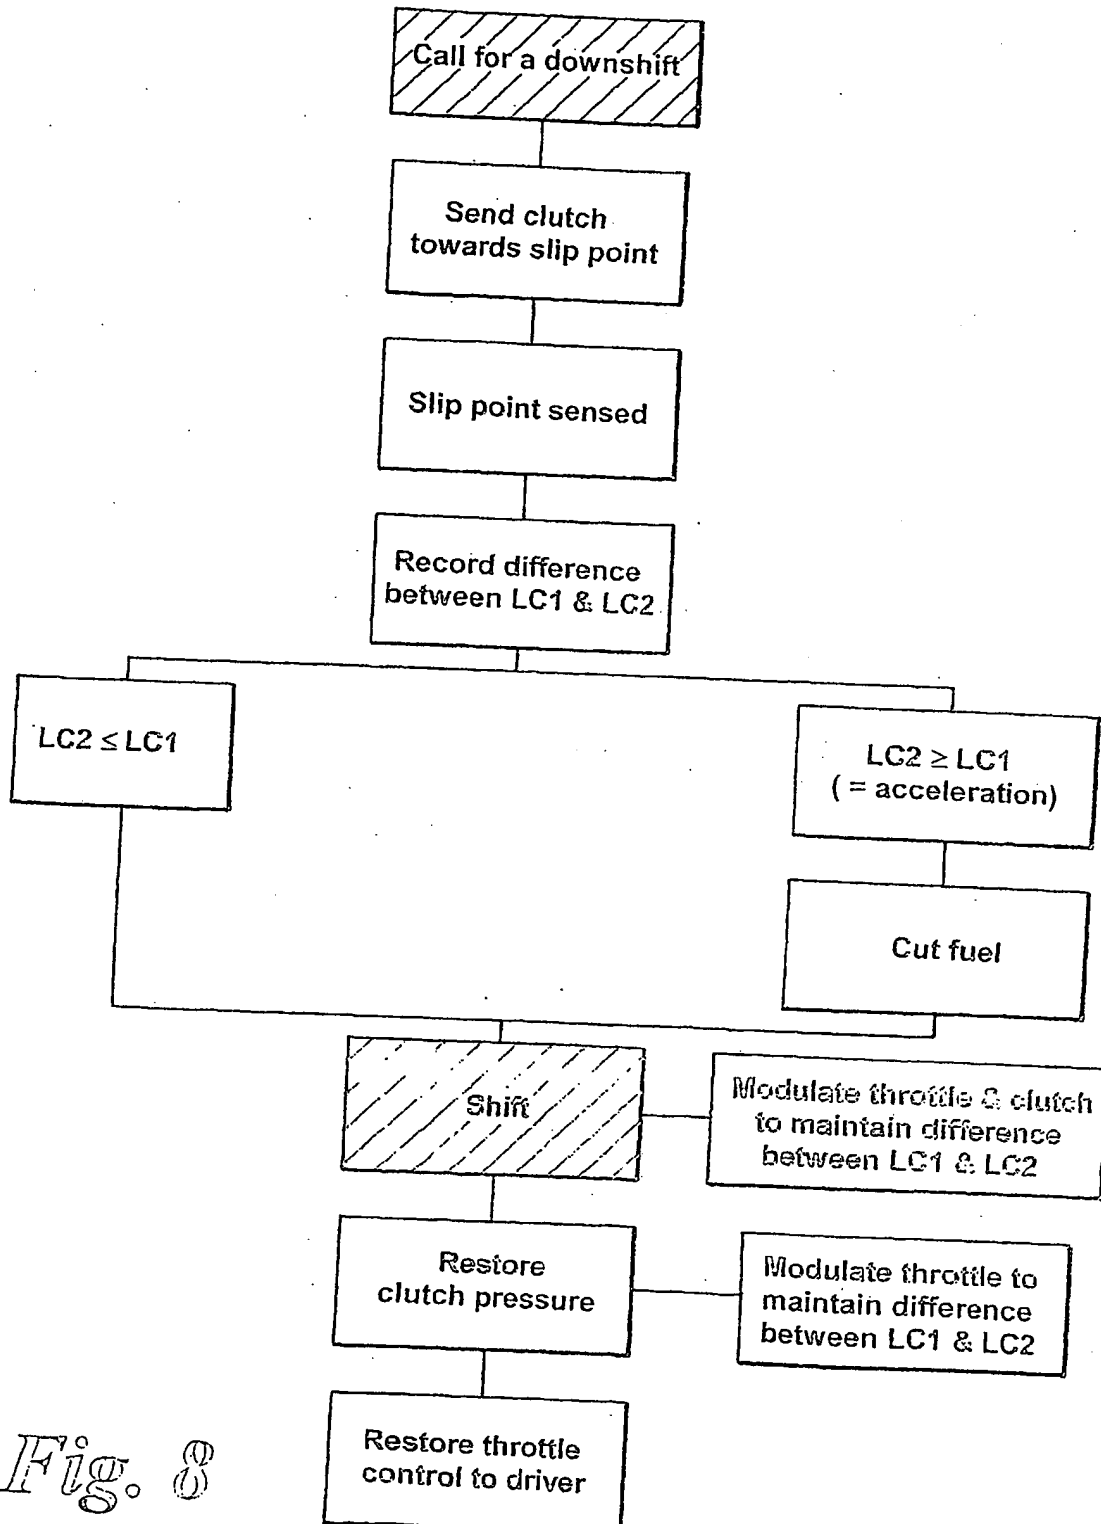 Call for a downshift
Send clutch
towards slip point
Slip point sensed
Record difference
between LC1 & LC2
LC2 ≤ LC1
LC2 ≥ LC1
( = acceleration)
Cut fuel
Shift
Modulate throttle & clutch
to maintain difference
between LC1 & LC2
Restore
clutch pressure
Modulate throttle to
maintain difference
between LC1 & LC2
Restore throttle
control to driver
Fig. 8